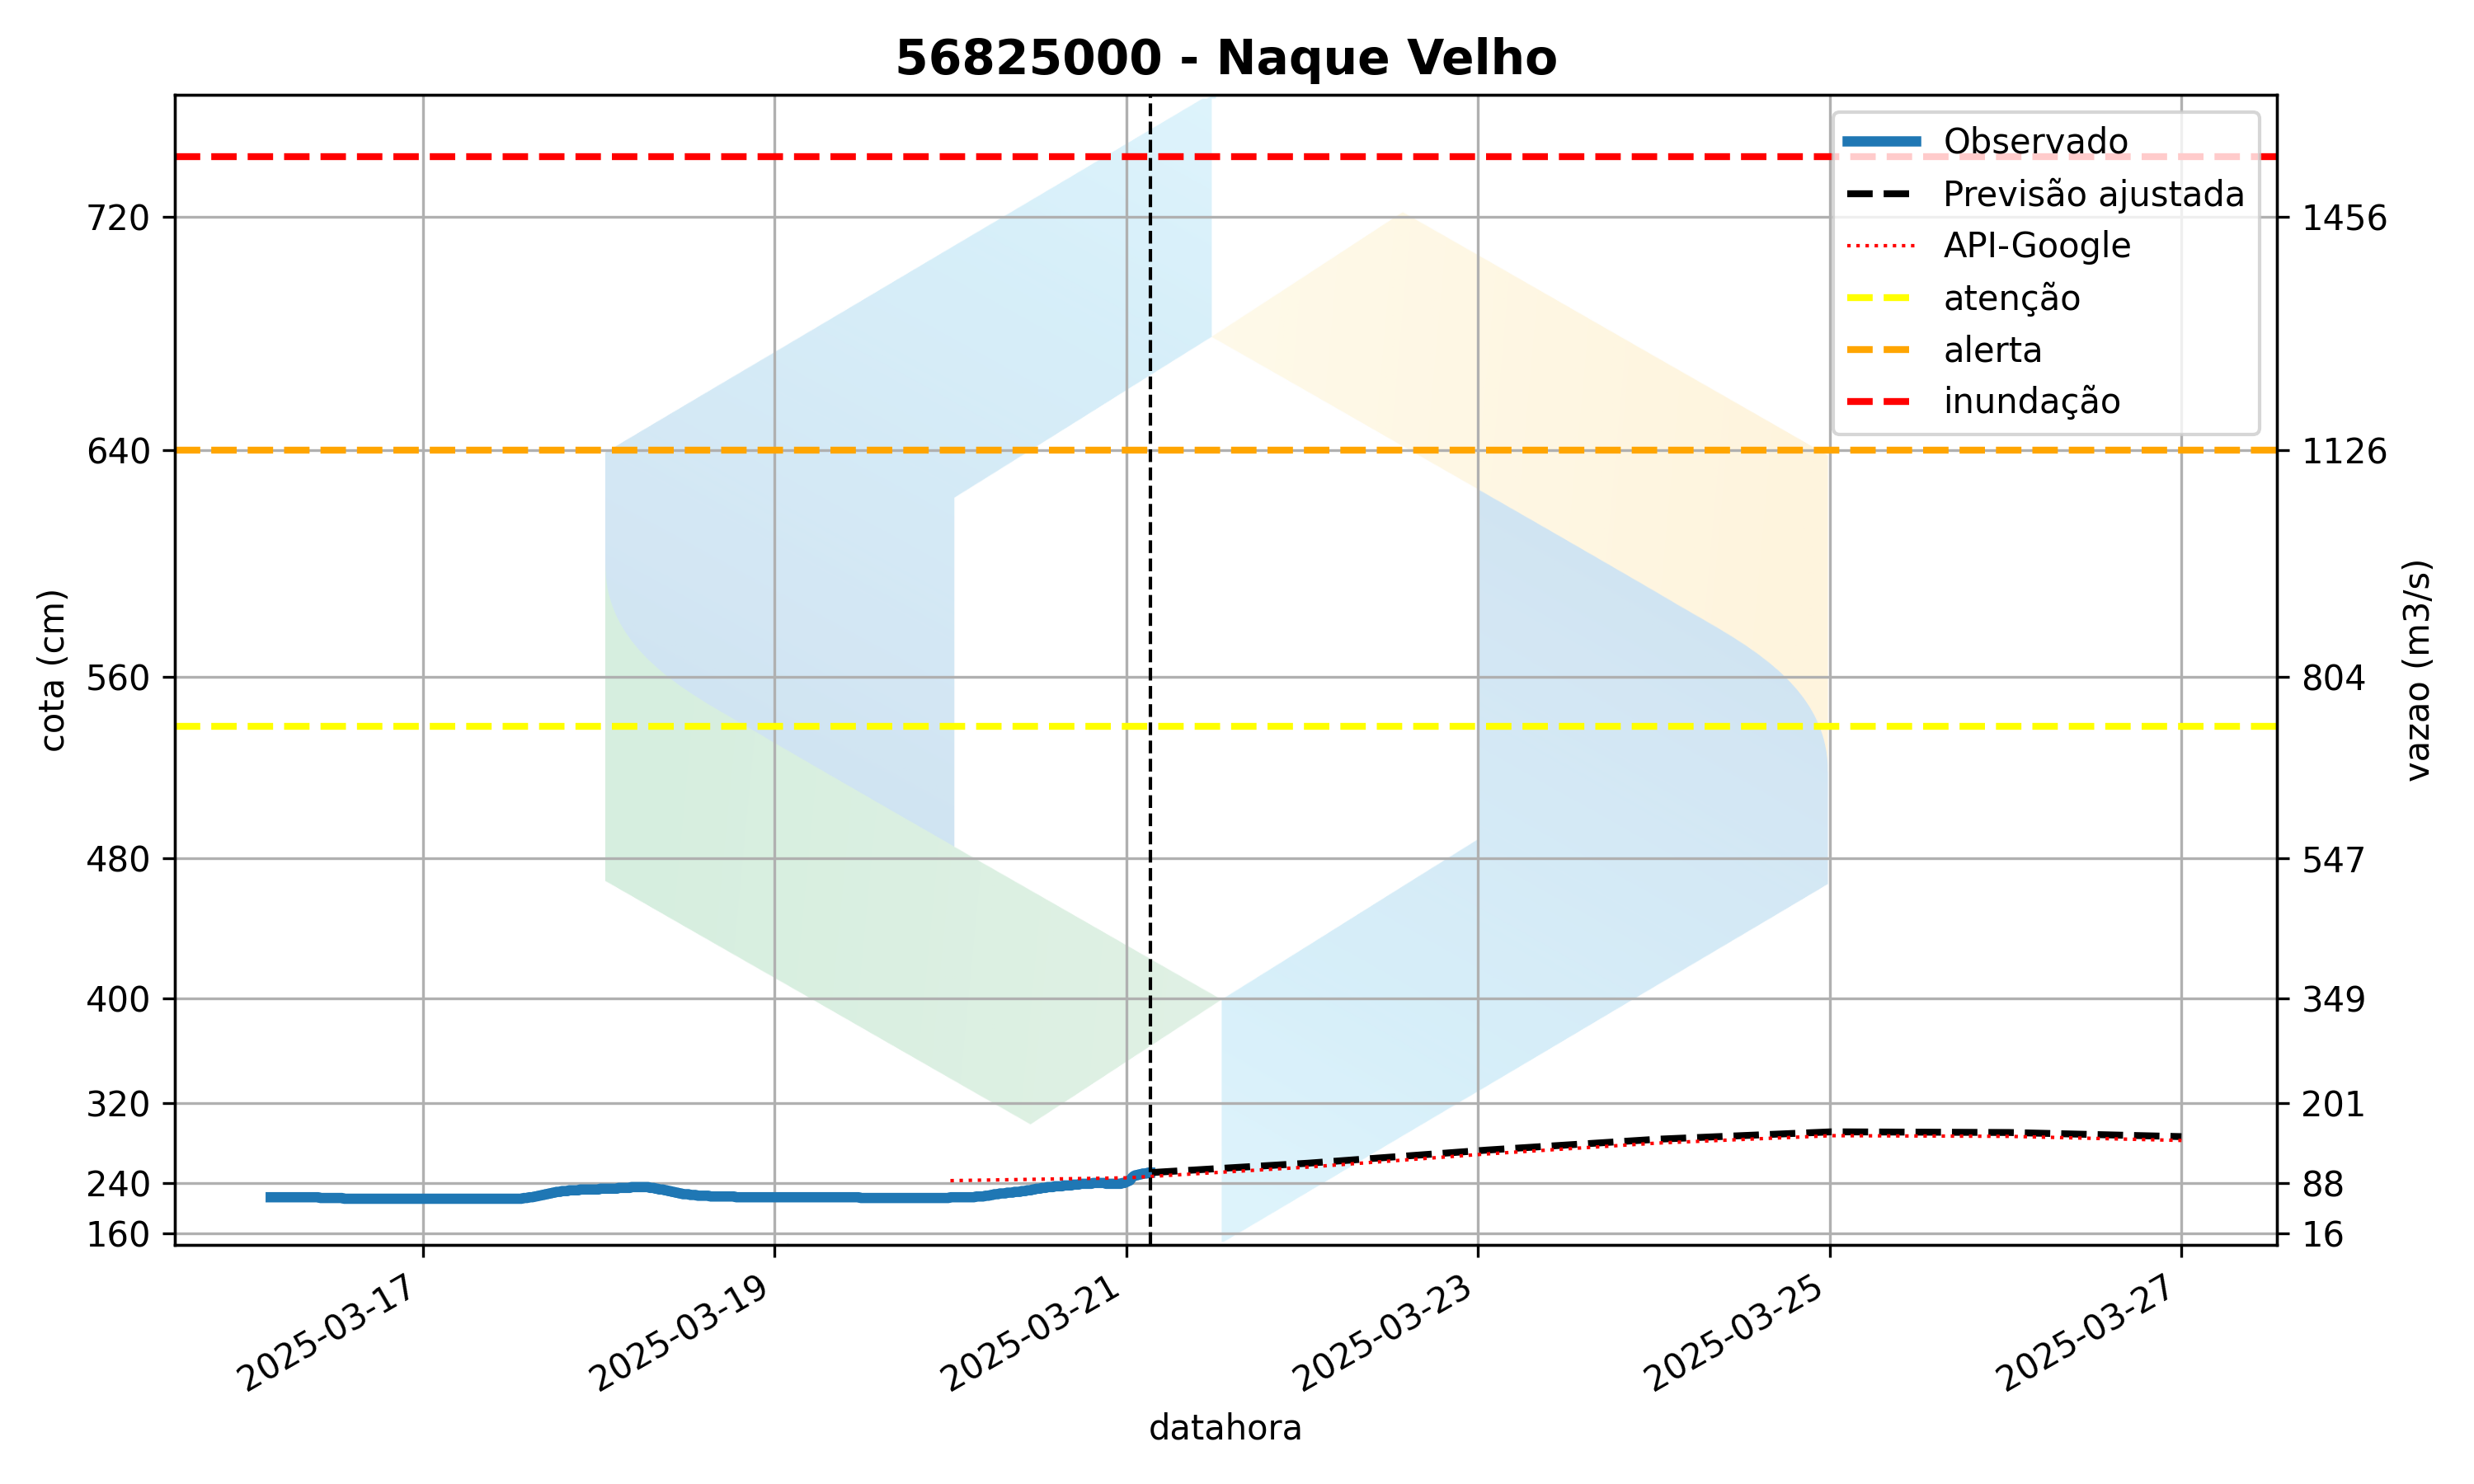 56825000 - Naque Velho
Observado
Previsão ajustada
API-Google
atenção
alerta
inundação
720
640
560
480
400
320
240
160
cota (cm)
1456
1126
804
547
349
201
88
16
vazao (m3/s)
2025-03-17
2025-03-19
2025-03-21
2025-03-23
2025-03-25
2025-03-27
datahora